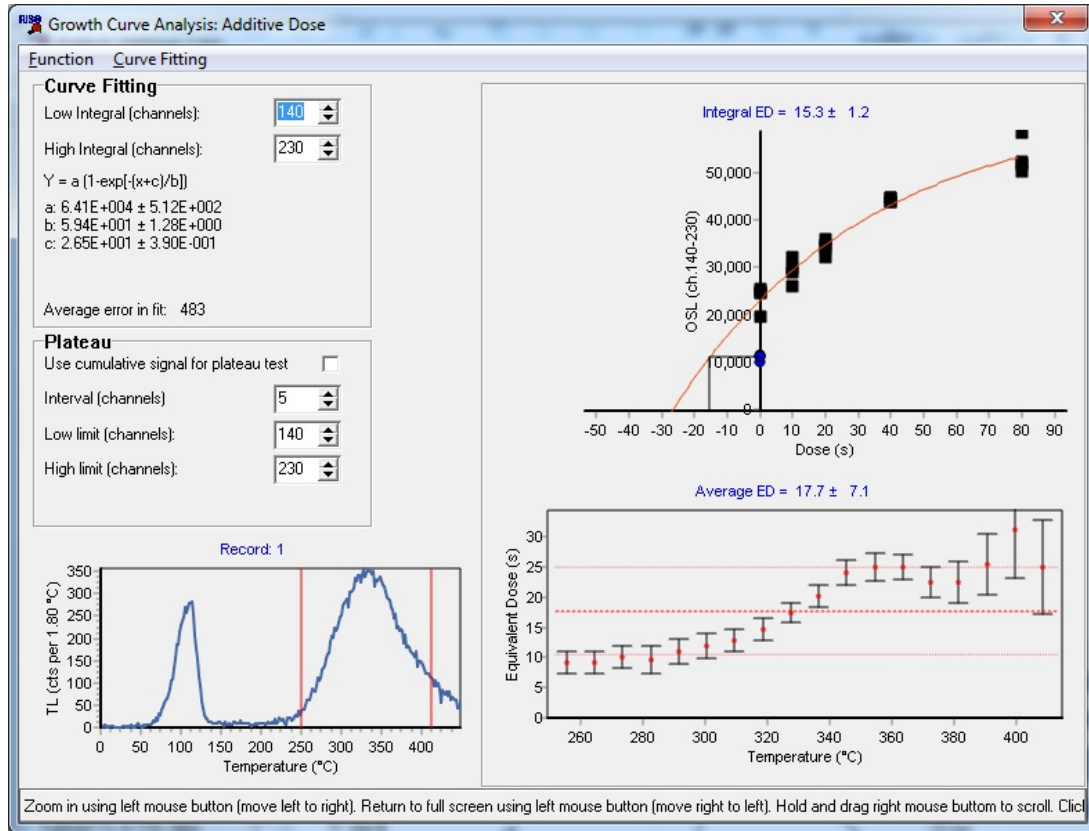 RISØ
Growth Curve Analysis: Additive Dose
Function Curve Fitting
Curve Fitting
Low Integral (channels): 140
High Integral (channels): 230
Y = a (1-exp[-(x+c)/b])
a: 6.41E+004 ± 5.12E+002
b: 5.94E+001 ± 1.28E+000
c: 2.65E+001 ± 3.90E-001
Average error in fit: 483
Plateau
Use cumulative signal for plateau test
Interval (channels) 5
Low limit (channels): 140
High limit (channels): 230
Record: 1
350
300
250
200
150
100
50
0
TL (cts per 1.80 °C)
0 50 100 150 200 250 300 350 400
Temperature (°C)
Integral ED = 15.3 ± 1.2
50,000
40,000
30,000
20,000
10,000
0
OSL (ch.140-230)
-50 -40 -30 -20 -10 0 10 20 30 40 50 60 70 80 90
Dose (s)
Average ED = 17.7 ± 7.1
30
25
20
15
10
5
0
Equivalent Dose (s)
260 280 300 320 340 360 380 400
Temperature (°C)
Zoom in using left mouse button (move left to right). Return to full screen using left mouse button (move right to left). Hold and drag right mouse buttom to scroll. Clicl